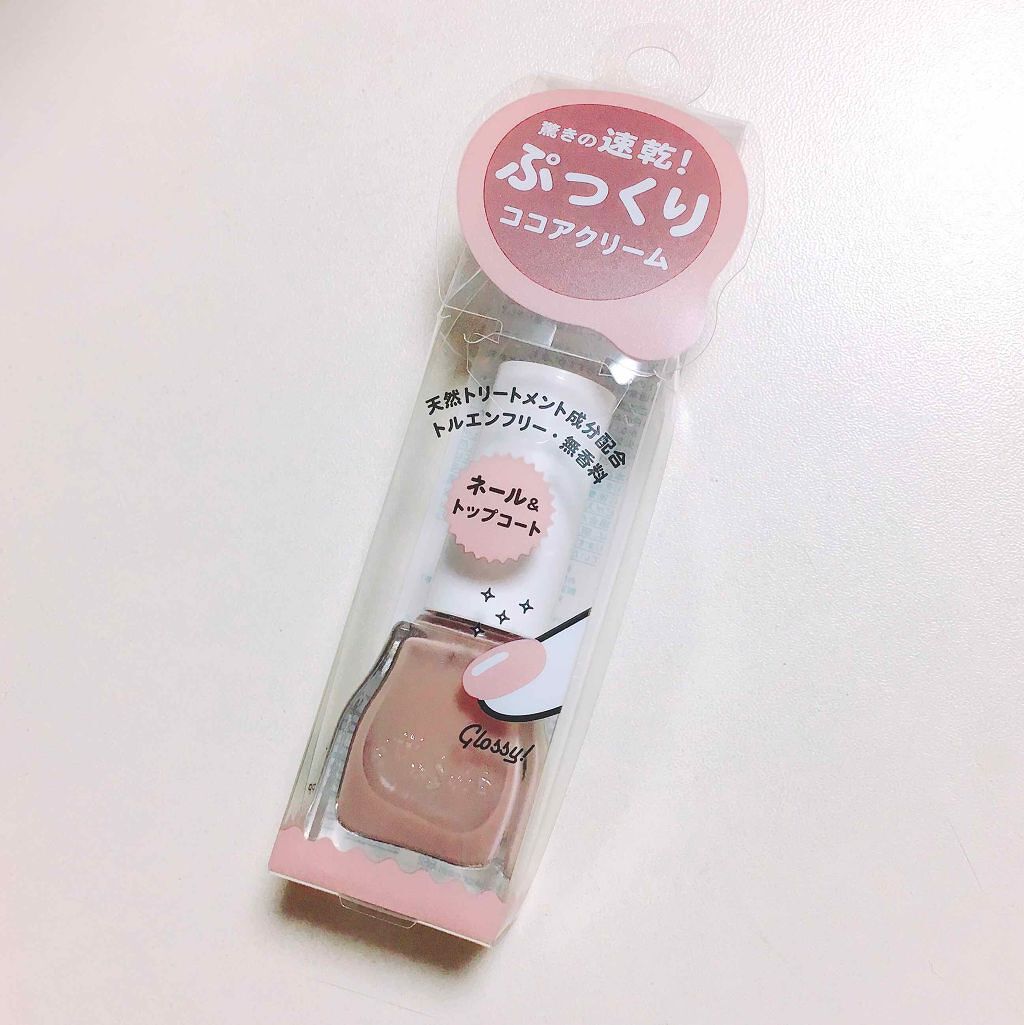 驚きの速乾!
ぷっくり
ココアクリーム
天然トリートメント成分配合
トルエンフリー・無香料
ネール&
トップコート
Glossy!